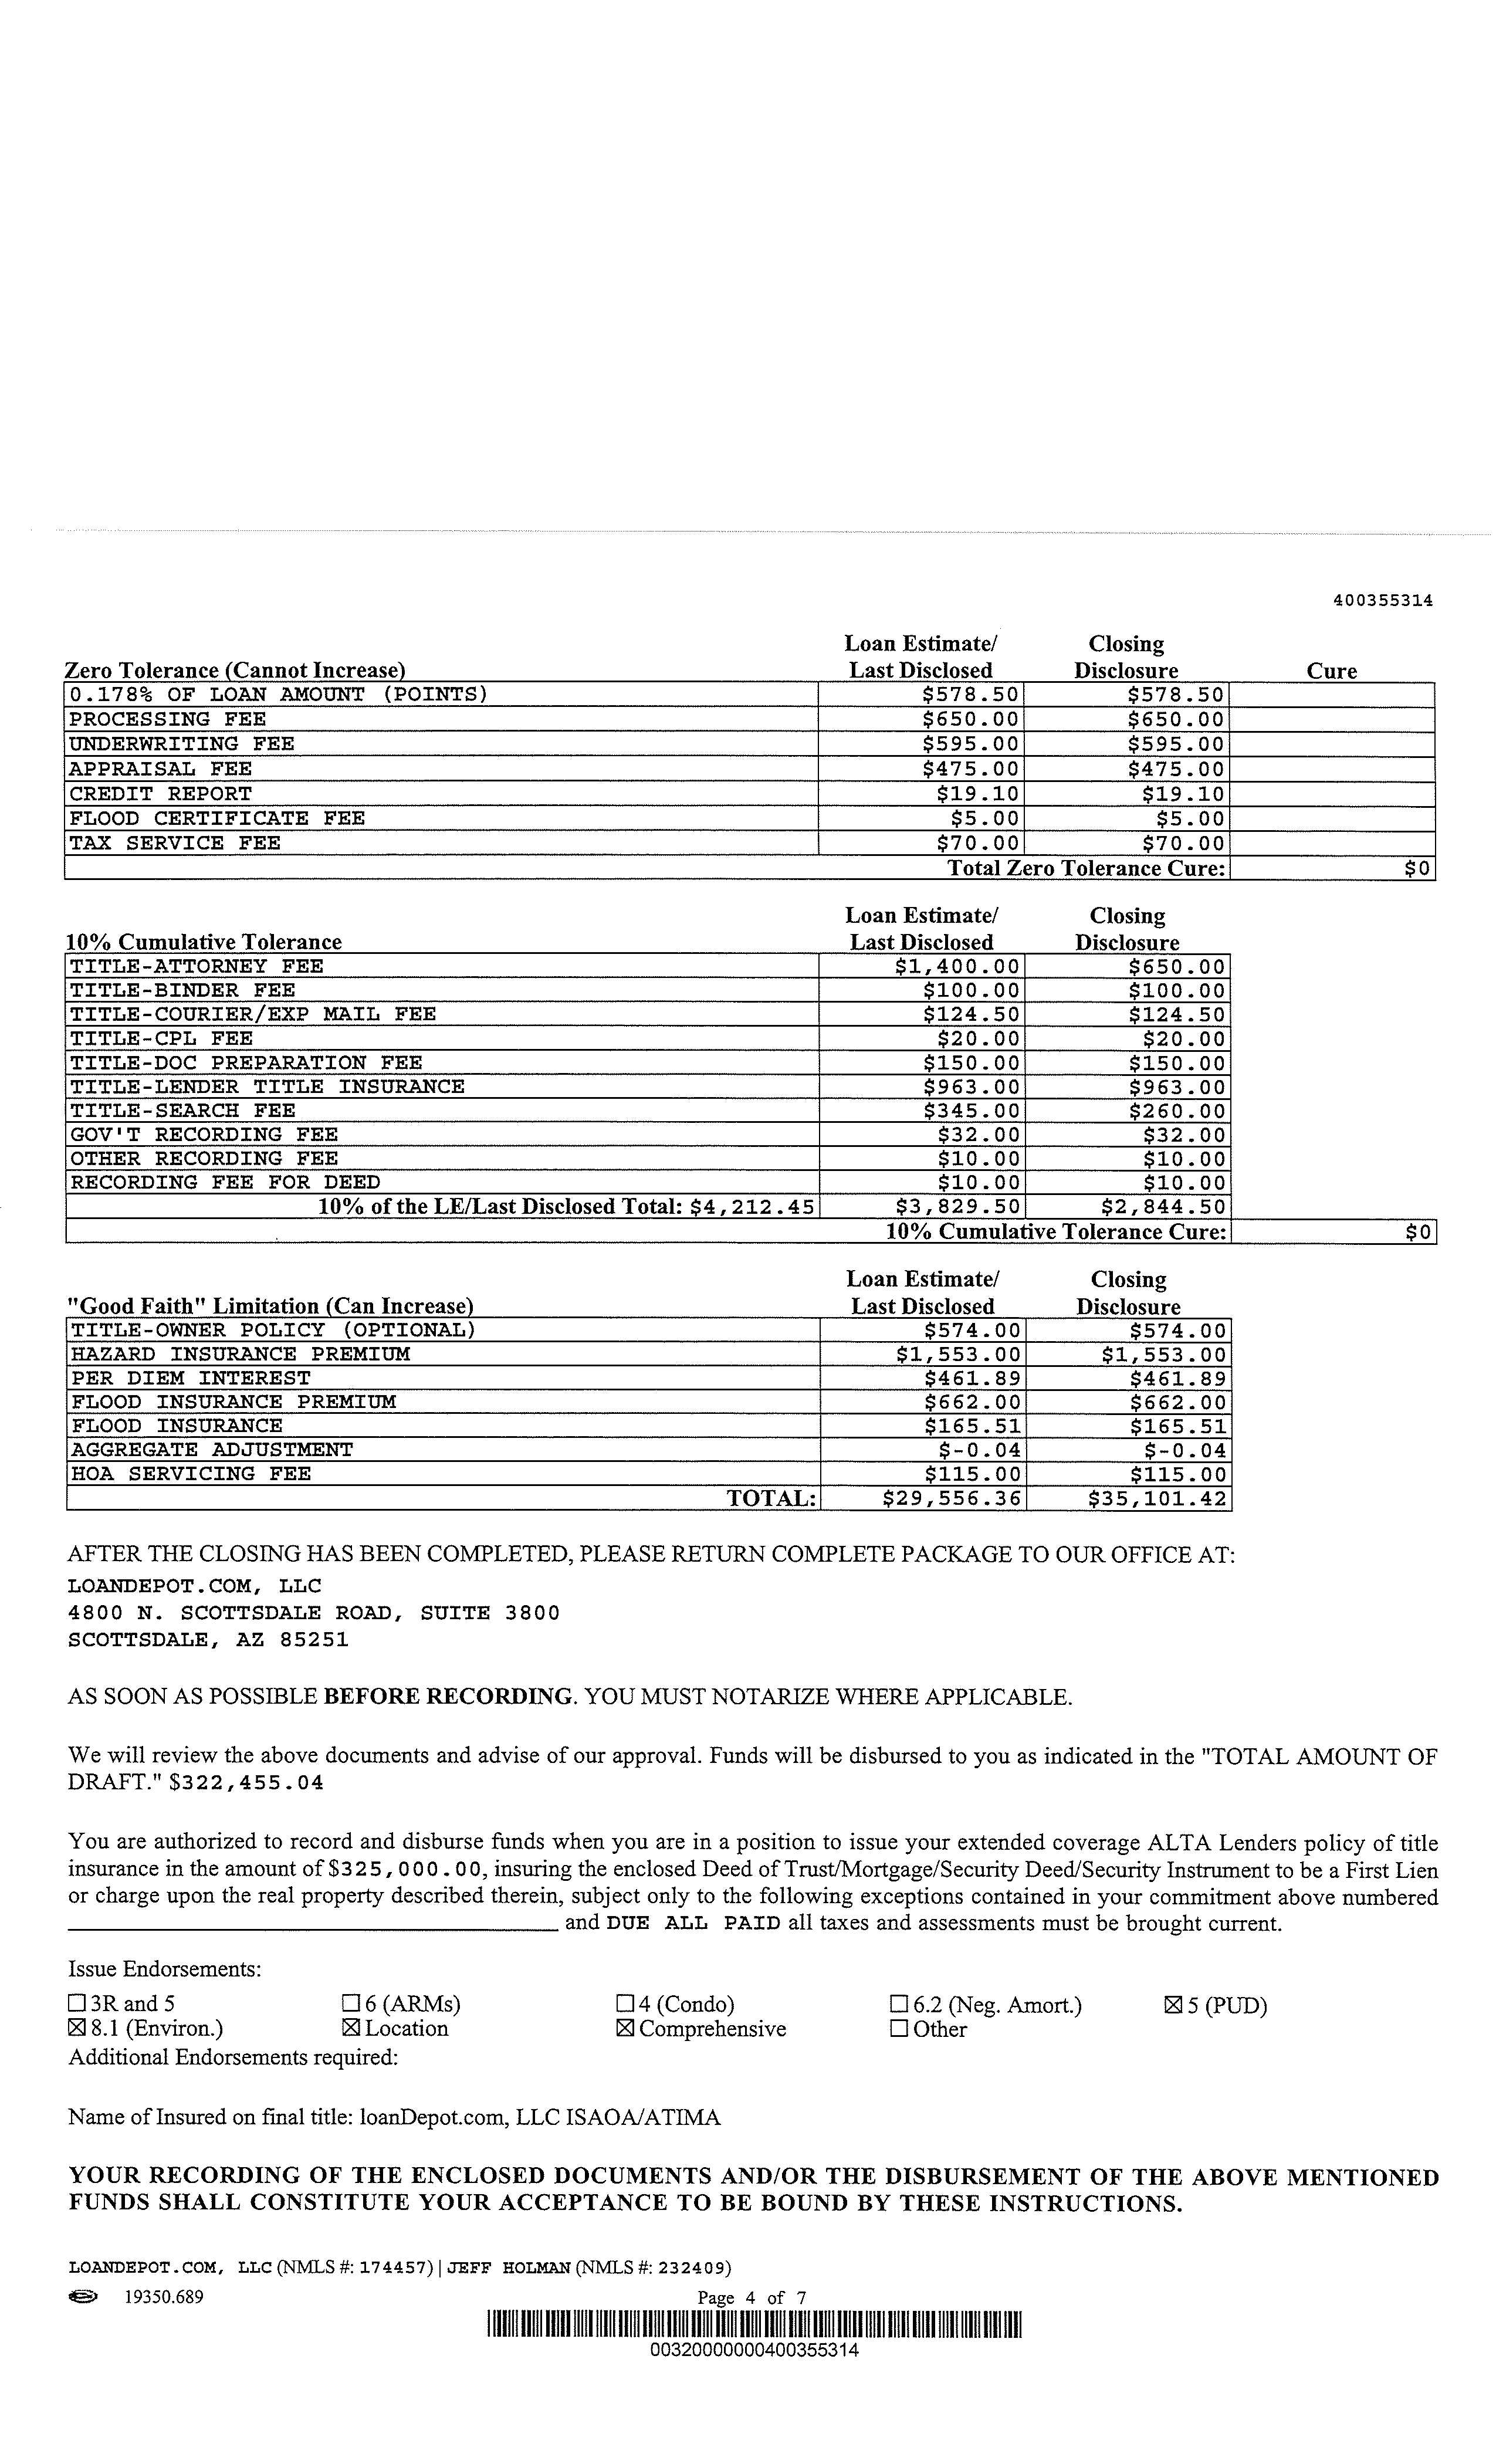 400355314
Loan Estimate/ Closing
Zero Tolerance (Cannot Increase) Last Disclosed Disclosure Cure
0.178% OF LOAN AMOUNT (POINTS) $578.50 $578.50
PROCESSING FEE $650.00 $650.00
UNDERWRITING FEE $595.00 $595.00
APPRAISAL FEE $475.00 $475.00
CREDIT REPORT $19.10 $19.10
FLOOD CERTIFICATE FEE $5.00 $5.00
TAX SERVICE FEE $70.00 $70.00
Total Zero Tolerance Cure: $0
Loan Estimate/ Closing
10% Cumulative Tolerance Last Disclosed Disclosure
TITLE-ATTORNEY FEE $1,400.00 $650.00
TITLE-BINDER FEE $100.00 $100.00
TITLE-COURIER/EXP MAIL FEE $124.50 $124.50
TITLE-CPL FEE $20.00 $20.00
TITLE-DOC PREPARATION FEE $150.00 $150.00
TITLE-LENDER TITLE INSURANCE $963.00 $963.00
TITLE-SEARCH FEE $345.00 $260.00
GOV'T RECORDING FEE $32.00 $32.00
OTHER RECORDING FEE $10.00 $10.00
RECORDING FEE FOR DEED $10.00 $10.00
10% of the LE/Last Disclosed Total: $4,212.45 $3,829.50 $2,844.50
10% Cumulative Tolerance Cure: $0
Loan Estimate/ Closing
"Good Faith" Limitation (Can Increase) Last Disclosed Disclosure
TITLE-OWNER POLICY (OPTIONAL) $574.00 $574.00
HAZARD INSURANCE PREMIUM $1,553.00 $1,553.00
PER DIEM INTEREST $461.89 $461.89
FLOOD INSURANCE PREMIUM $662.00 $662.00
FLOOD INSURANCE $165.51 $165.51
AGGREGATE ADJUSTMENT $-0.04 $-0.04
HOA SERVICING FEE $115.00 $115.00
TOTAL: $29,556.36 $35,101.42
AFTER THE CLOSING HAS BEEN COMPLETED, PLEASE RETURN COMPLETE PACKAGE TO OUR OFFICE AT:
LOANDEPOT.COM, LLC
4800 N. SCOTTSDALE ROAD, SUITE 3800
SCOTTSDALE, AZ 85251
AS SOON AS POSSIBLE BEFORE RECORDING. YOU MUST NOTARIZE WHERE APPLICABLE.
We will review the above documents and advise of our approval. Funds will be disbursed to you as indicated in the "TOTAL AMOUNT OF
DRAFT." $322,455.04
You are authorized to record and disburse funds when you are in a position to issue your extended coverage ALTA Lenders policy of title
insurance in the amount of $325,000.00, insuring the enclosed Deed of Trust/Mortgage/Security Deed/Security Instrument to be a First Lien
or charge upon the real property described therein, subject only to the following exceptions contained in your commitment above numbered
and DUE ALL PAID all taxes and assessments must be brought current.
Issue Endorsements:
☐ 3R and 5 ☐ 6 (ARMs) ☐ 4 (Condo) ☐ 6.2 (Neg. Amort.) ☒ 5 (PUD)
☒ 8.1 (Environ.) ☒ Location ☒ Comprehensive ☐ Other
Additional Endorsements required:
Name of Insured on final title: loanDepot.com, LLC ISAOA/ATIMA
YOUR RECORDING OF THE ENCLOSED DOCUMENTS AND/OR THE DISBURSEMENT OF THE ABOVE MENTIONED
FUNDS SHALL CONSTITUTE YOUR ACCEPTANCE TO BE BOUND BY THESE INSTRUCTIONS.
LOANDEPOT.COM, LLC (NMLS #: 174457) | JEFF HOLMAN (NMLS #: 232409)
19350.689 Page 4 of 7
00320000000400355314